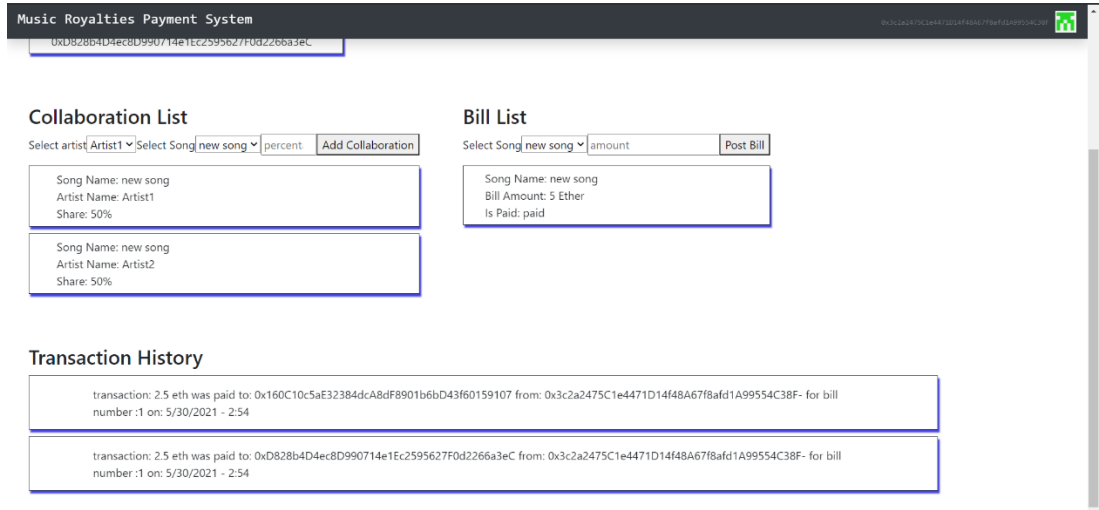 Music Royalties Payment System
0x3c2a2475C1e4471D14f48A67f8afd1A99554C38F
0xD828b4D4ec8D990714e1Ec2595627F0d2266a3eC
Collaboration List
Select artist Artist1 Select Song new song percent Add Collaboration
Song Name: new song
Artist Name: Artist1
Share: 50%
Song Name: new song
Artist Name: Artist2
Share: 50%
Bill List
Select Song new song amount Post Bill
Song Name: new song
Bill Amount: 5 Ether
Is Paid: paid
Transaction History
transaction: 2.5 eth was paid to: 0x160C10c5aE32384dcA8dF8901b6bD43f60159107 from: 0x3c2a2475C1e4471D14f48A67f8afd1A99554C38F- for bill
number :1 on: 5/30/2021 - 2:54
transaction: 2.5 eth was paid to: 0xD828b4D4ec8D990714e1Ec2595627F0d2266a3eC from: 0x3c2a2475C1e4471D14f48A67f8afd1A99554C38F- for bill
number :1 on: 5/30/2021 - 2:54